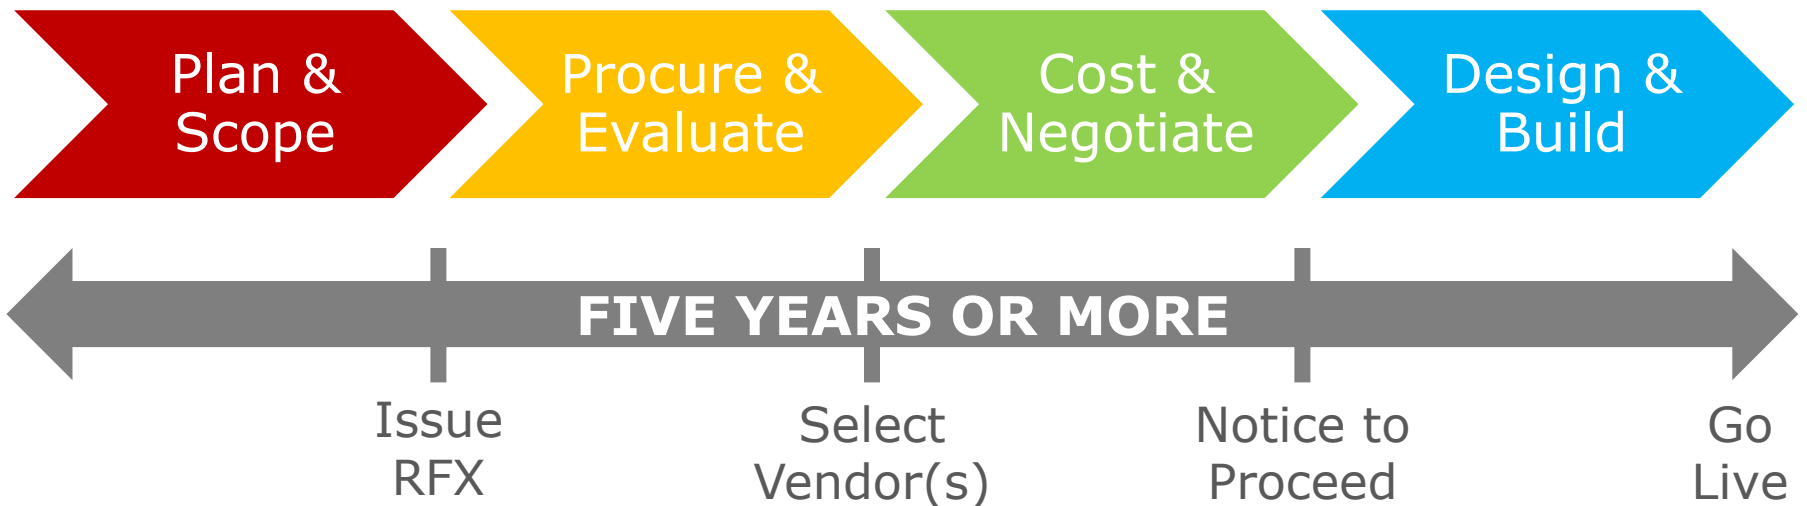 Plan &
Scope
Procure &
Evaluate
Cost &
Negotiate
Design &
Build
FIVE YEARS OR MORE
Issue
RFX
Select
Vendor(s)
Notice to
Proceed
Go
Live